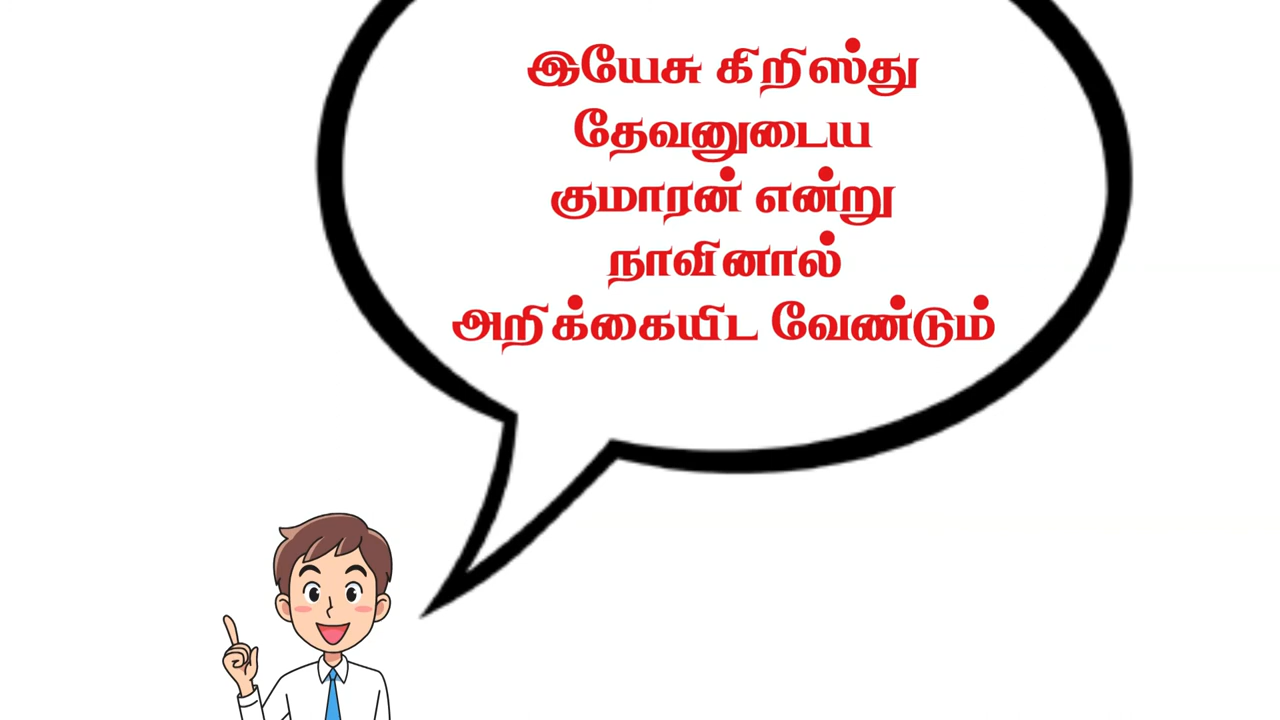 இயேசு கிறிஸ்து
தேவனுடைய
குமாரன் என்று
நாவினால்
அறிக்கையிட வேண்டும்